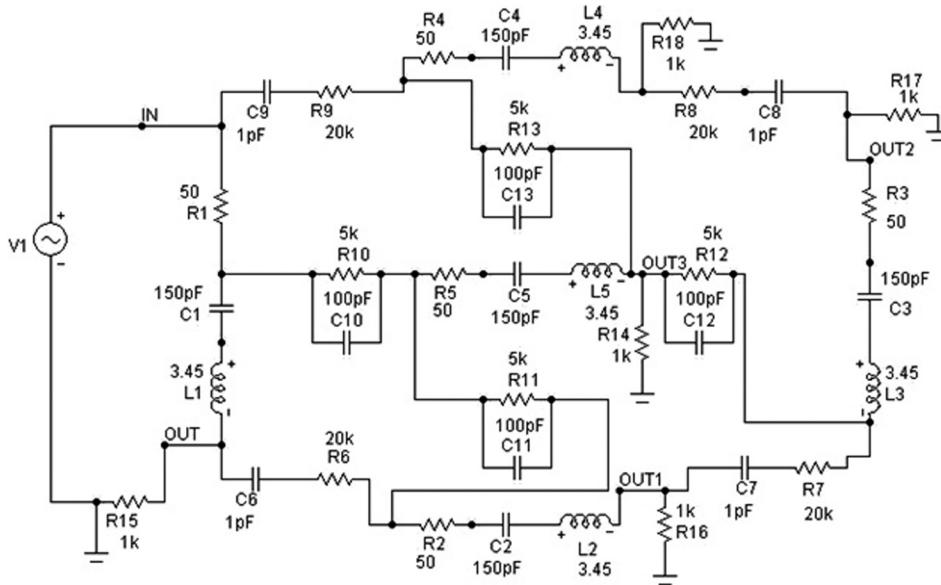 R4
50
C4
150pF
L4
3.45
+ -
R18
1k
IN
C9
1pF
R9
20k
R8
20k
C8
1pF
R17
1k
5k
R13
100pF
C13
OUT2
50
R1
R3
50
V1
+
-
5k
R10
100pF
C10
R5
50
C5
150pF
+ -
L5
3.45
OUT3
R14
1k
5k
R12
100pF
C12
150pF
C1
150pF
C3
3.45
L1
+
-
5k
R11
100pF
C11
3.45
L3
+
-
OUT
R15
1k
C6
1pF
20k
R6
R2
50
C2
150pF
+ -
L2
3.45
OUT1
1k
R16
C7
1pF
R7
20k